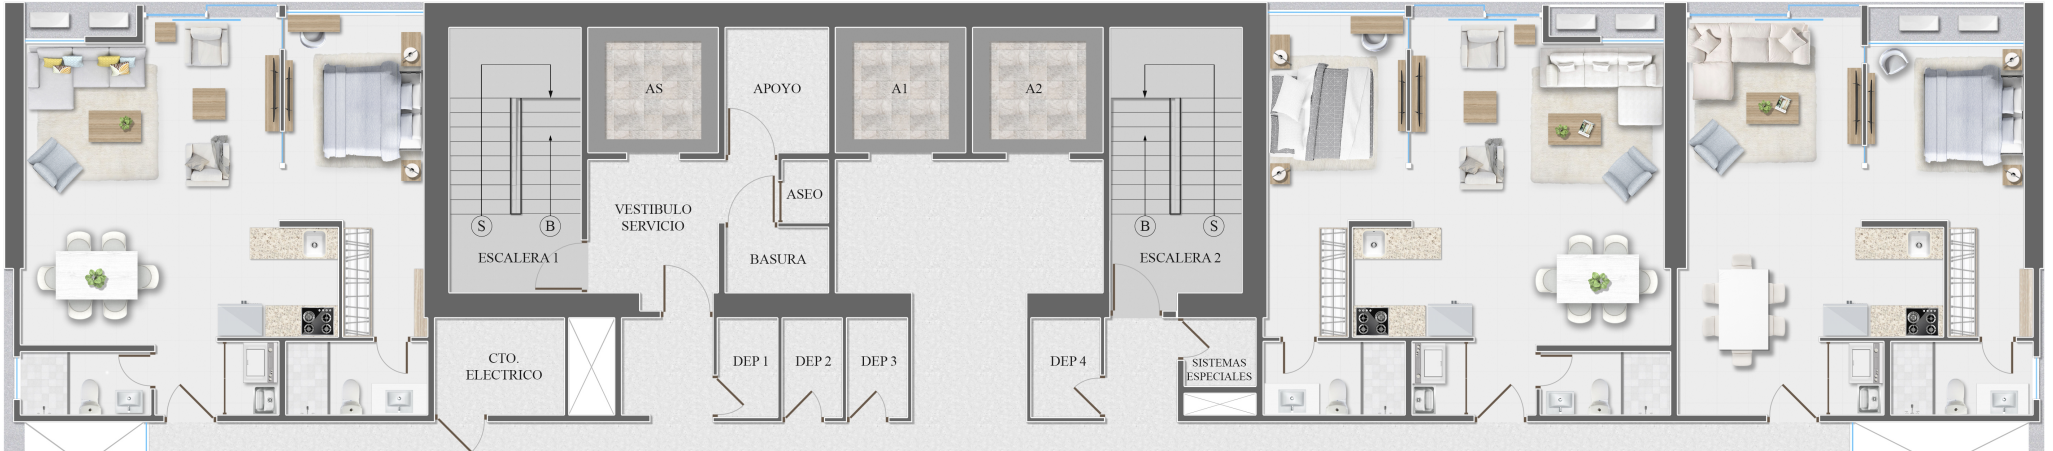 AS
APOYO
A1
A2
ASEO
VESTIBULO
SERVICIO
S
B
B
S
ESCALERA 1
BASURA
ESCALERA 2
CTO.
ELECTRICO
DEP 1
DEP 2
DEP 3
DEP 4
SISTEMAS
ESPECIALES